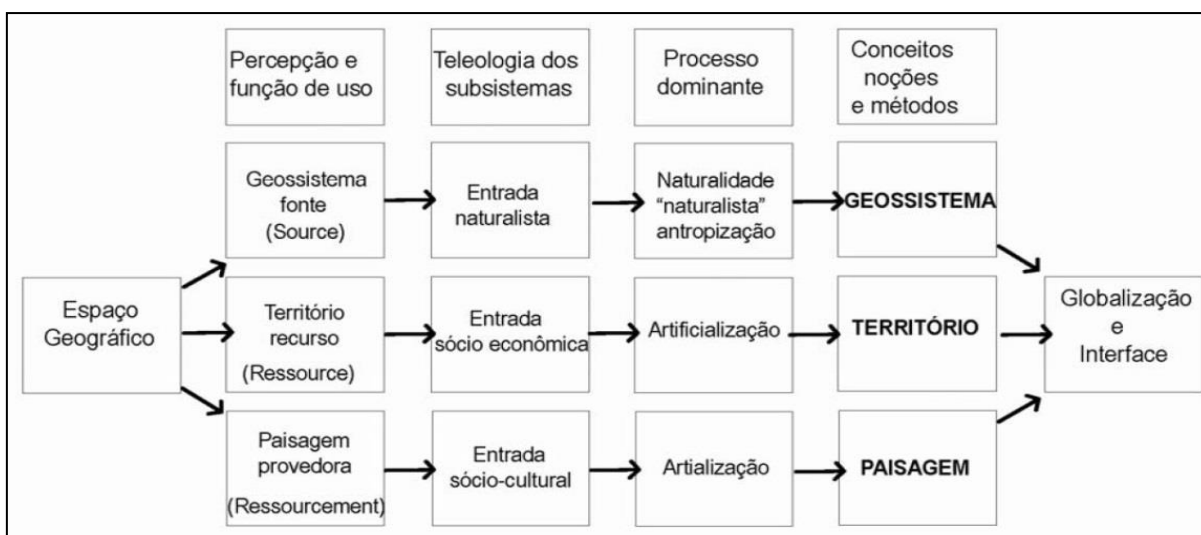 Percepção e
função de uso
Teleologia dos
subsistemas
Processo
dominante
Conceitos
noções
e métodos
Geossistema
fonte
(Source)
Entrada
naturalista
Naturalidade
“naturalista”
antropização
GEOSSISTEMA
Espaço
Geográfico
Território
recurso
(Ressource)
Entrada
sócio econômica
Artificialização
TERRITÓRIO
Globalização
e
Interface
Paisagem
provedora
(Ressourcement)
Entrada
sócio-cultural
Artialização
PAISAGEM